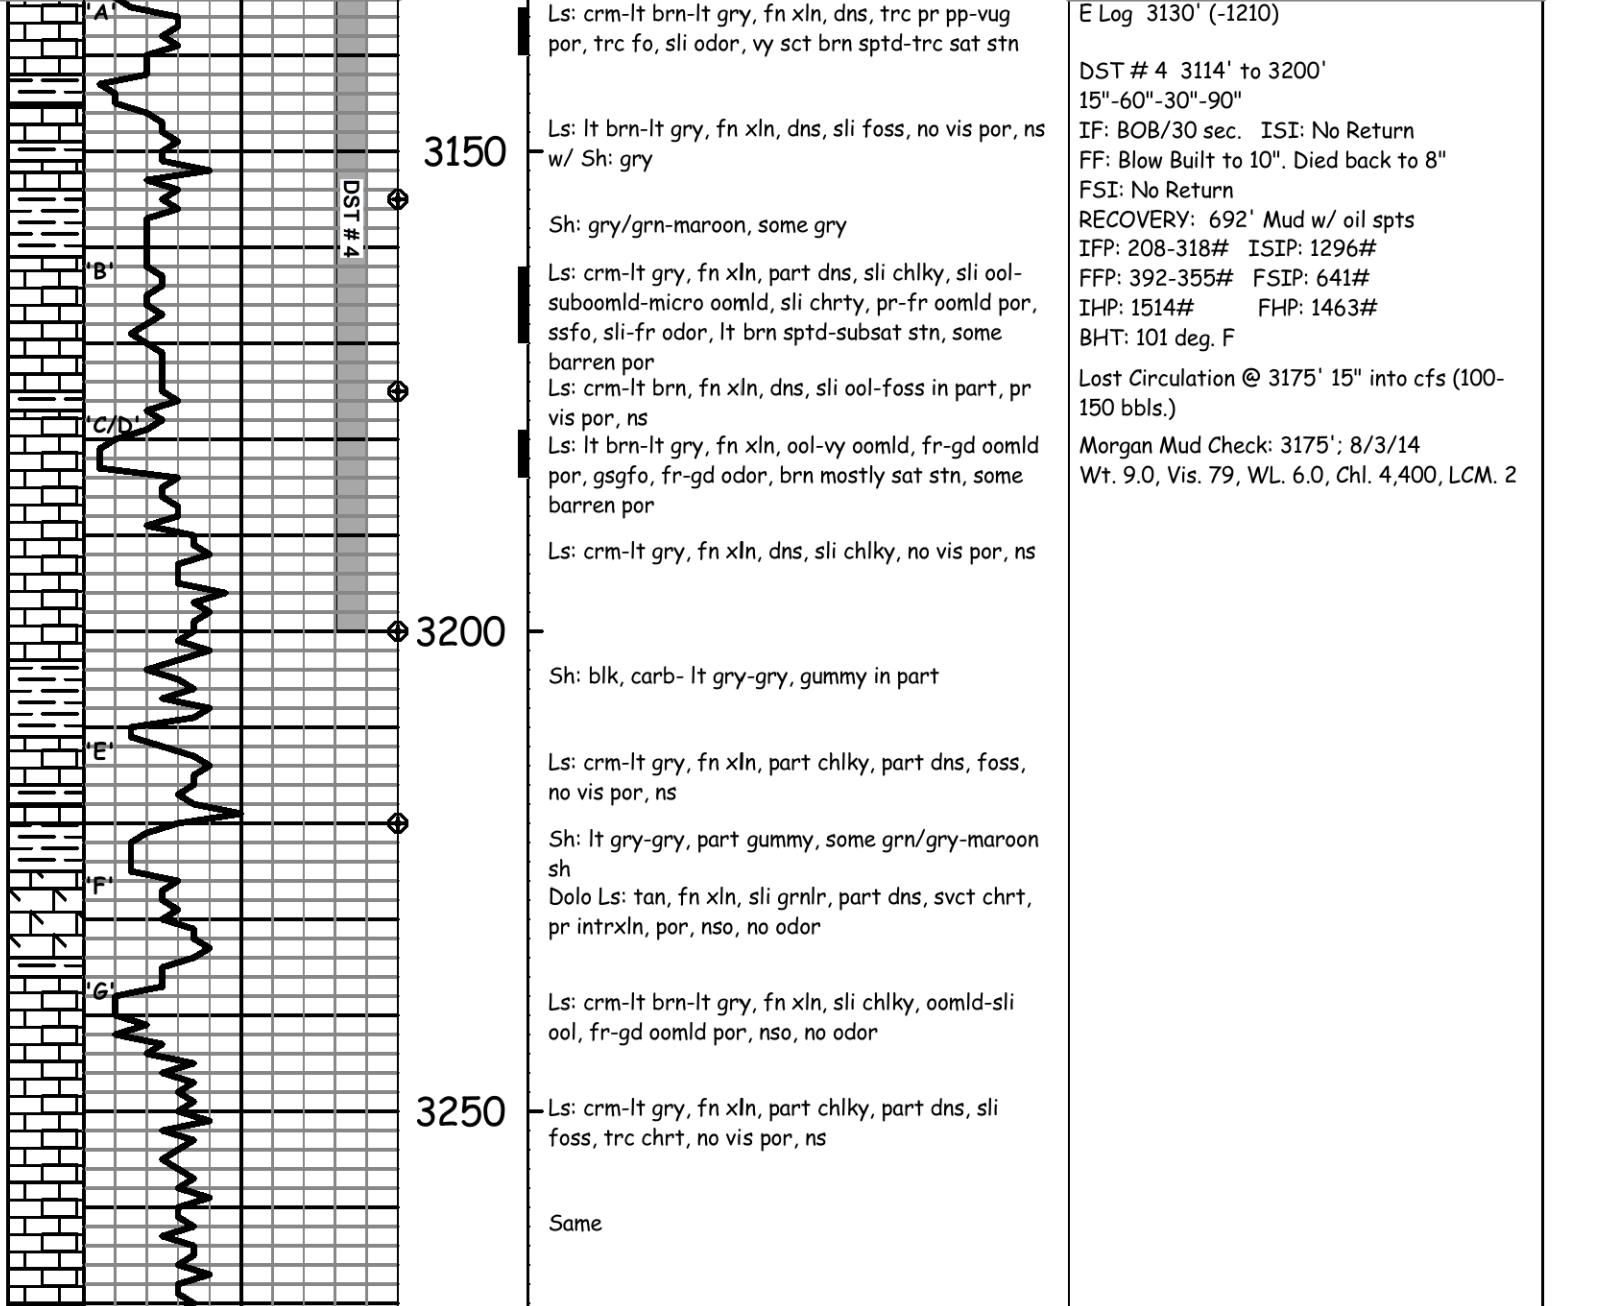 'A'
'B'
'C/D'
'E'
'F'
'G'
DST # 4
3150
3200
3250
Ls: crm-lt brn-lt gry, fn xln, dns, trc pr pp-vug
por, trc fo, sli odor, vy sct brn sptd-trc sat stn
Ls: lt brn-lt gry, fn xln, dns, sli foss, no vis por, ns
w/ Sh: gry
Sh: gry/grn-maroon, some gry
Ls: crm-lt gry, fn xln, part dns, sli chlky, sli ool-
suboomld-micro oomld, sli chrty, pr-fr oomld por,
ssfo, sli-fr odor, lt brn sptd-subsat stn, some
barren por
Ls: crm-lt brn, fn xln, dns, sli ool-foss in part, pr
vis por, ns
Ls: lt brn-lt gry, fn xln, ool-vy oomld, fr-gd oomld
por, gsgfo, fr-gd odor, brn mostly sat stn, some
barren por
Ls: crm-lt gry, fn xln, dns, sli chlky, no vis por, ns
Sh: blk, carb- lt gry-gry, gummy in part
Ls: crm-lt gry, fn xln, part chlky, part dns, foss,
no vis por, ns
Sh: lt gry-gry, part gummy, some grn/gry-maroon
sh
Dolo Ls: tan, fn xln, sli grnlr, part dns, svct chrt,
pr intrxln, por, nso, no odor
Ls: crm-lt brn-lt gry, fn xln, sli chlky, oomld-sli
ool, fr-gd oomld por, nso, no odor
Ls: crm-lt gry, fn xln, part chlky, part dns, sli
foss, trc chrt, no vis por, ns
Same
E Log 3130' (-1210)
DST # 4 3114' to 3200'
15"-60"-30"-90"
IF: BOB/30 sec. ISI: No Return
FF: Blow Built to 10". Died back to 8"
FSI: No Return
RECOVERY: 692' Mud w/ oil spts
IFP: 208-318# ISIP: 1296#
FFP: 392-355# FSIP: 641#
IHP: 1514# FHP: 1463#
BHT: 101 deg. F
Lost Circulation @ 3175' 15" into cfs (100-
150 bbls.)
Morgan Mud Check: 3175'; 8/3/14
Wt. 9.0, Vis. 79, WL. 6.0, Chl. 4,400, LCM. 2